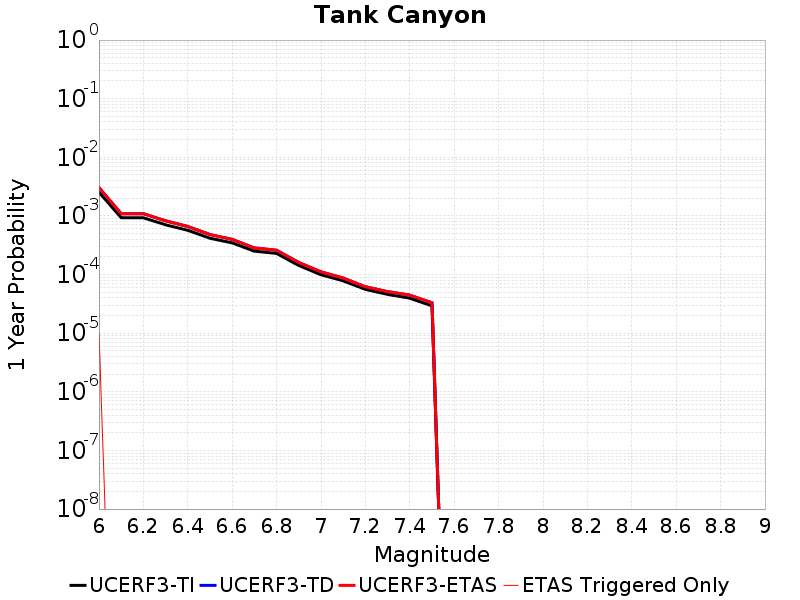 Tank Canyon
1 Year Probability
10^0
10^-1
10^-2
10^-3
10^-4
10^-5
10^-6
10^-7
10^-8
6 6.2 6.4 6.6 6.8 7 7.2 7.4 7.6 7.8 8 8.2 8.4 8.6 8.8 9
Magnitude
UCERF3-TI UCERF3-TD UCERF3-ETAS ETAS Triggered Only